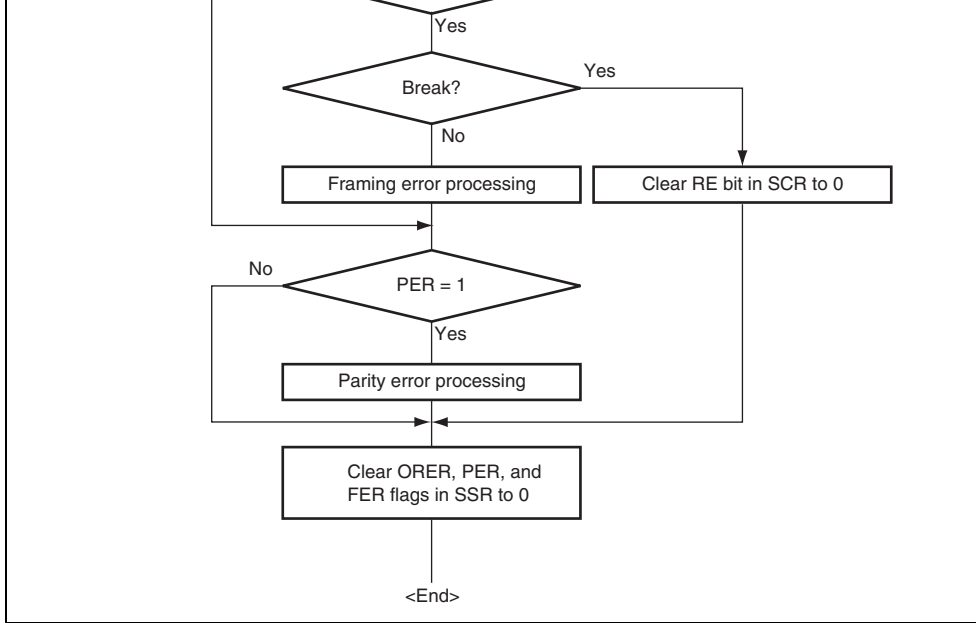 Yes
Break?
Yes
No
Framing error processing
Clear RE bit in SCR to 0
No
PER = 1
Yes
Parity error processing
Clear ORER, PER, and
FER flags in SSR to 0
<End>